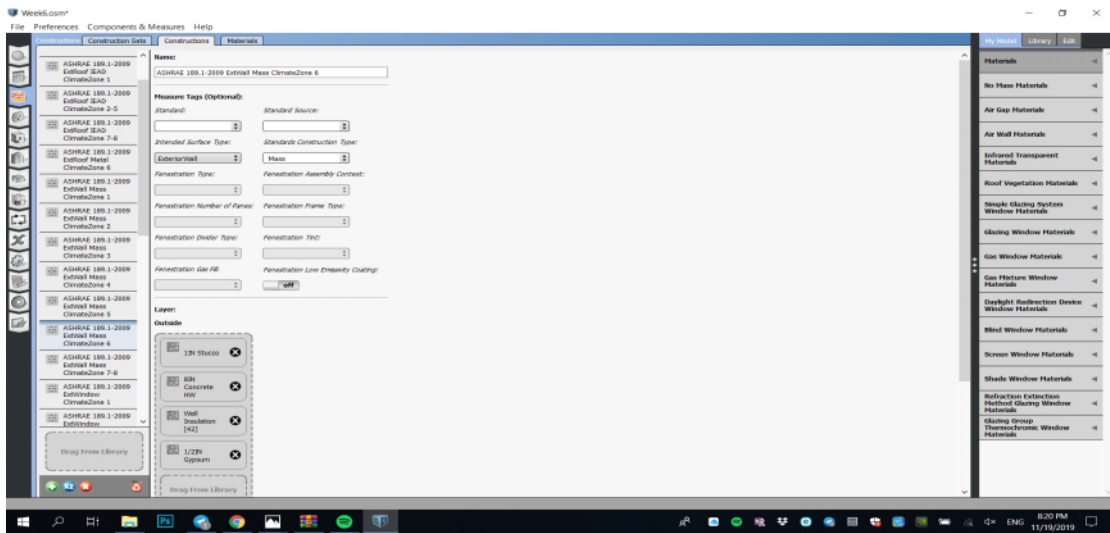 Week6.osm*
File Preferences Components & Measures Help
Constructions Construction Sets Constructions Materials
My Model Library Edit
ASHRAE 189.1-2009
ExtRoof IEAD
ClimateZone 1
ASHRAE 189.1-2009
ExtRoof IEAD
ClimateZone 2-5
ASHRAE 189.1-2009
ExtRoof IEAD
ClimateZone 7-8
ASHRAE 189.1-2009
ExtRoof Metal
ClimateZone 6
ASHRAE 189.1-2009
ExtWall Mass
ClimateZone 1
ASHRAE 189.1-2009
ExtWall Mass
ClimateZone 2
ASHRAE 189.1-2009
ExtWall Mass
ClimateZone 3
ASHRAE 189.1-2009
ExtWall Mass
ClimateZone 4
ASHRAE 189.1-2009
ExtWall Mass
ClimateZone 5
ASHRAE 189.1-2009
ExtWall Mass
ClimateZone 6
ASHRAE 189.1-2009
ExtWall Mass
ClimateZone 7-8
ASHRAE 189.1-2009
ExtWindow
ClimateZone 1
ASHRAE 189.1-2009
ExtWindow
Drag From Library
Name:
ASHRAE 189.1-2009 ExtWall Mass ClimateZone 6
Measure Tags (Optional):
Standard: Standard Source:
Intended Surface Type: Standards Construction Type:
ExteriorWall Mass
Fenestration Type: Fenestration Assembly Context:
Fenestration Number of Panes: Fenestration Frame Type:
Fenestration Divider Type: Fenestration Tint:
Fenestration Gas Fill: Fenestration Low Emissivity Coating:
off
Layer:
Outside
1IN Stucco
8IN
Concrete
HW
Wall
Insulation
[42]
1/2IN
Gypsum
Drag From Library
Materials
No Mass Materials
Air Gap Materials
Air Wall Materials
Infrared Transparent
Materials
Roof Vegetation Materials
Simple Glazing System
Window Materials
Glazing Window Materials
Gas Window Materials
Gas Mixture Window
Materials
Daylight Redirection Device
Window Materials
Blind Window Materials
Screen Window Materials
Shade Window Materials
Refraction Extinction
Method Glazing Window
Materials
Glazing Group
Thermochromic Window
Materials
Ps
ENG
8:20 PM
11/19/2019